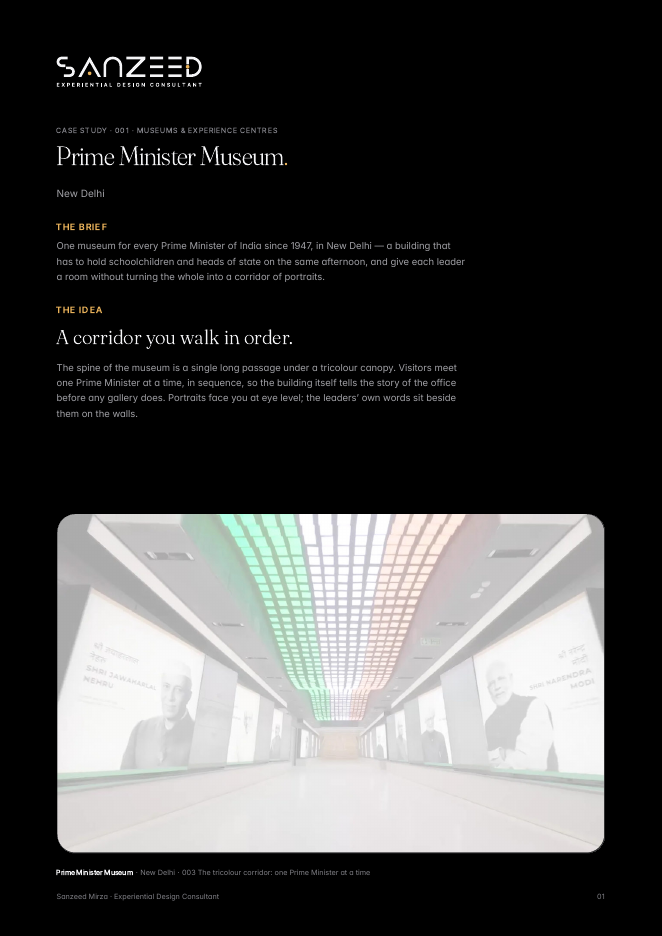 SANZEED
EXPERIENTIAL DESIGN CONSULTANT
CASE STUDY · 001 · MUSEUMS & EXPERIENCE CENTRES
Prime Minister Museum.
New Delhi
THE BRIEF
One museum for every Prime Minister of India since 1947, in New Delhi — a building that
has to hold schoolchildren and heads of state on the same afternoon, and give each leader
a room without turning the whole into a corridor of portraits.
THE IDEA
A corridor you walk in order.
The spine of the museum is a single long passage under a tricolour canopy. Visitors meet
one Prime Minister at a time, in sequence, so the building itself tells the story of the office
before any gallery does. Portraits face you at eye level; the leaders’ own words sit beside
them on the walls.
SHRI JAWAHARLAL
NEHRU
SHRI NARENDRA
MODI
Prime Minister Museum · New Delhi · 003 The tricolour corridor: one Prime Minister at a time
Sanzeed Mirza · Experiential Design Consultant
01